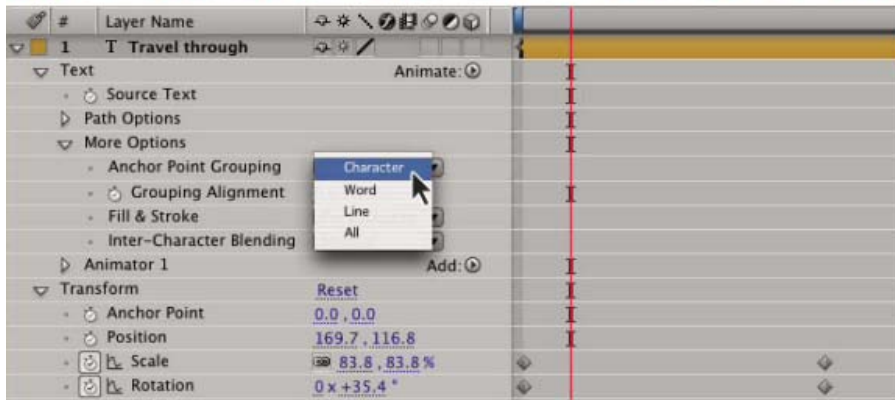 # Layer Name
1 T Travel through
Text Animate:
Source Text
Path Options
More Options
Anchor Point Grouping Character
Grouping Alignment Word
Fill & Stroke Line
Inter-Character Blending All
Animator 1 Add:
Transform Reset
Anchor Point 0.0 , 0.0
Position 169.7 , 116.8
Scale 83.8 , 83.8 %
Rotation 0 x +35.4 °